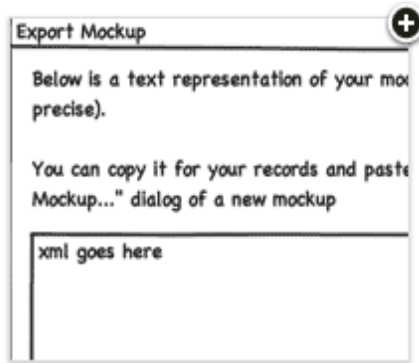 Export Mockup
Below is a text representation of your
precise).
You can copy it for your records and paste
Mockup..." dialog of a new mockup
xml goes here